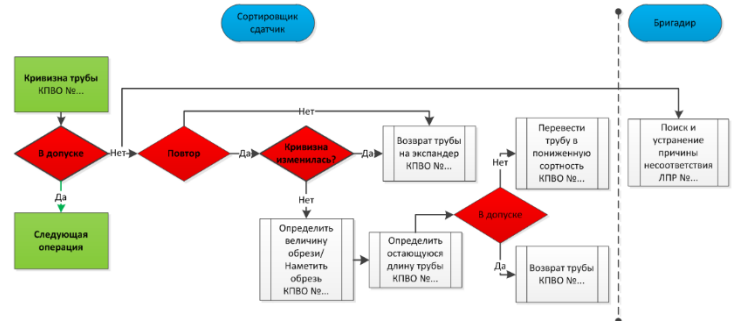 Сортировщик
сдатчик
Бригадир
Кривизна трубы
КПВО №...
В допуске
Да
Нет
Следующая
операция
Повтор
Нет
Да
Кривизна
изменилась?
Да
Нет
Возврат трубы
на экспандер
КПВО №...
Определить
величину
обрези/
Наметить
обрезь
КПВО №...
Определить
остающуюся
длину трубы
КПВО №...
В допуске
Нет
Да
Перевести
трубу в
пониженную
сортность
КПВО №...
Возврат трубы
КПВО №...
Поиск и
устранение
причины
несоответствия
ЛПР №...